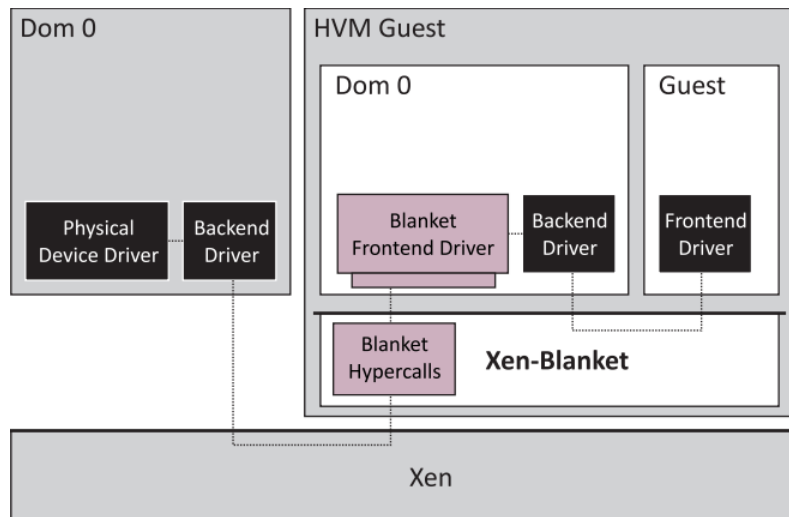 Dom 0
HVM Guest
Dom 0
Guest
Physical
Device Driver
Backend
Driver
Blanket
Frontend Driver
Backend
Driver
Frontend
Driver
Blanket
Hypercalls
Xen-Blanket
Xen